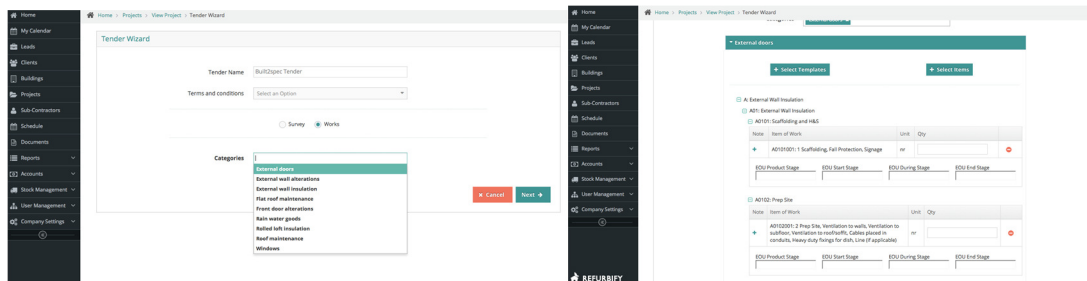 Home
My Calendar
Leads
Clients
Buildings
Projects
Sub-Contractors
Schedule
Documents
Reports
Accounts
Stock Management
User Management
Company Settings
Home > Projects > View Project > Tender Wizard
Tender Wizard
Tender Name Built2spec Tender
Terms and conditions Select an Option
Survey Works
Categories
External doors
External wall alterations
External wall insulation
Flat roof maintenance
Front door alterations
Rain water goods
Rolled loft insulation
Roof maintenance
Windows
× Cancel Next →
Home
My Calendar
Leads
Clients
Buildings
Projects
Sub-Contractors
Schedule
Documents
Reports
Accounts
Stock Management
User Management
Company Settings
REFURBIFY
Home > Projects > View Project > Tender Wizard
External doors
+ Select Templates + Select Items
A: External Wall Insulation
A01: External Wall Insulation
A0101: Scaffolding and H&S
Note Item of Work Unit Qty
+ A0101001: 1 Scaffolding, Fall Protection, Signage nr
EOU Product Stage EOU Start Stage EOU During Stage EOU End Stage
A0102: Prep Site
Note Item of Work Unit Qty
A0102001: 2 Prep Site, Ventilation to walls, Ventilation to
+ subfloor, Ventilation to roof/soffit, Cables placed in nr
conduits, Heavy duty fixings for dish, Line (if applicable)
EOU Product Stage EOU Start Stage EOU During Stage EOU End Stage